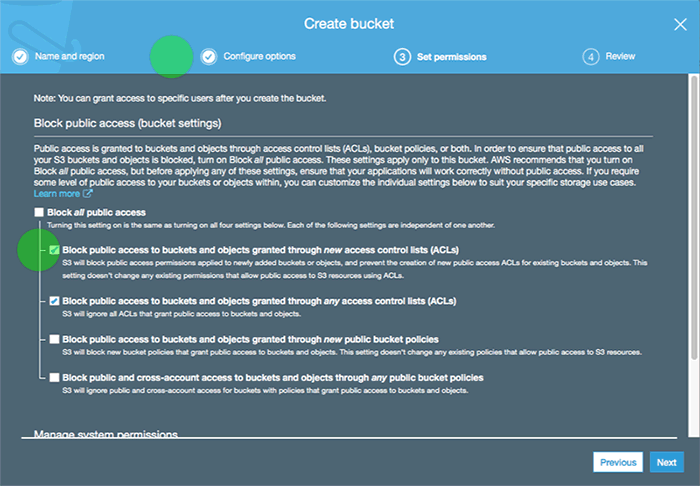 Create bucket
Name and region
Configure options
3 Set permissions
4 Review
Note: You can grant access to specific users after you create the bucket.
Block public access (bucket settings)
Public access is granted to buckets and objects through access control lists (ACLs), bucket policies, or both. In order to ensure that public access to all
your S3 buckets and objects is blocked, turn on Block all public access. These settings apply only to this bucket. AWS recommends that you turn on
Block all public access, but before applying any of these settings, ensure that your applications will work correctly without public access. If you require
some level of public access to your buckets or objects within, you can customize the individual settings below to suit your specific storage use cases.
Learn more
Block all public access
Turning this setting on is the same as turning on all four settings below. Each of the following settings are independent of one another.
Block public access to buckets and objects granted through new access control lists (ACLs)
S3 will block public access permissions applied to newly added buckets or objects, and prevent the creation of new public access ACLs for existing buckets and objects. This
setting doesn't change any existing permissions that allow public access to S3 resources using ACLs.
Block public access to buckets and objects granted through any access control lists (ACLs)
S3 will ignore all ACLs that grant public access to buckets and objects.
Block public access to buckets and objects granted through new public bucket policies
S3 will block new bucket policies that grant public access to buckets and objects. This setting doesn't change any existing policies that allow public access to S3 resources.
Block public and cross-account access to buckets and objects through any public bucket policies
S3 will ignore public and cross-account access for buckets with policies that grant public access to buckets and objects.
Manage system permissions
Previous
Next